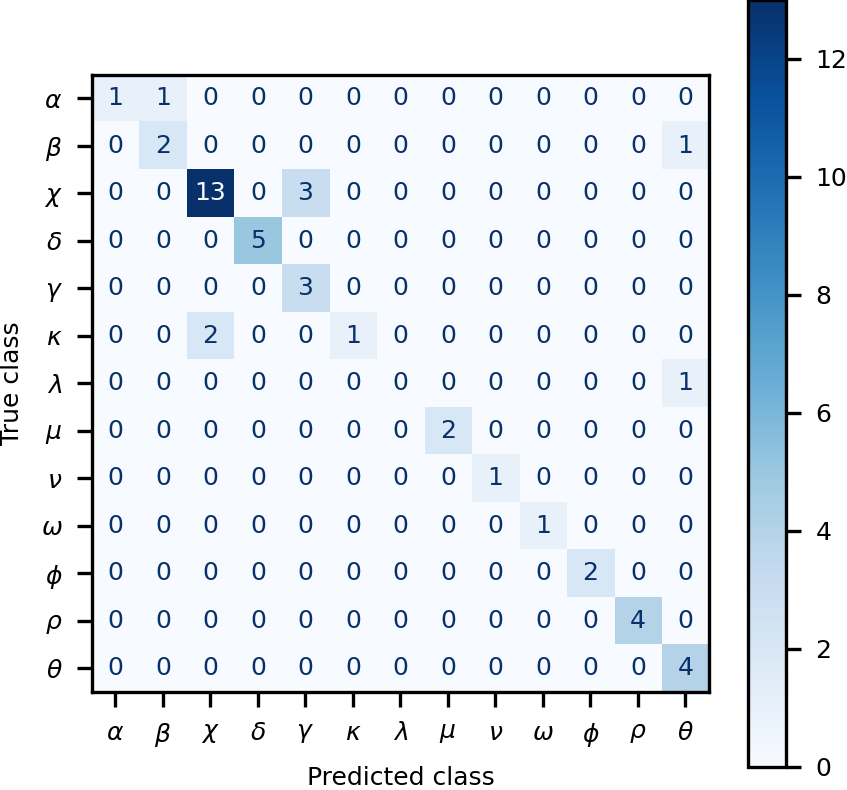 α 1 1 0 0 0 0 0 0 0 0 0 0 0
β 0 2 0 0 0 0 0 0 0 0 0 0 1
χ 0 0 13 0 3 0 0 0 0 0 0 0 0
δ 0 0 0 5 0 0 0 0 0 0 0 0 0
γ 0 0 0 0 3 0 0 0 0 0 0 0 0
κ 0 0 2 0 0 1 0 0 0 0 0 0 0
λ 0 0 0 0 0 0 0 0 0 0 0 0 1
μ 0 0 0 0 0 0 0 2 0 0 0 0 0
ν 0 0 0 0 0 0 0 0 1 0 0 0 0
ω 0 0 0 0 0 0 0 0 0 1 0 0 0
ϕ 0 0 0 0 0 0 0 0 0 0 2 0 0
ρ 0 0 0 0 0 0 0 0 0 0 0 4 0
θ 0 0 0 0 0 0 0 0 0 0 0 0 4
α β χ δ γ κ λ μ ν ω ϕ ρ θ
Predicted class
True class
12
10
8
6
4
2
0